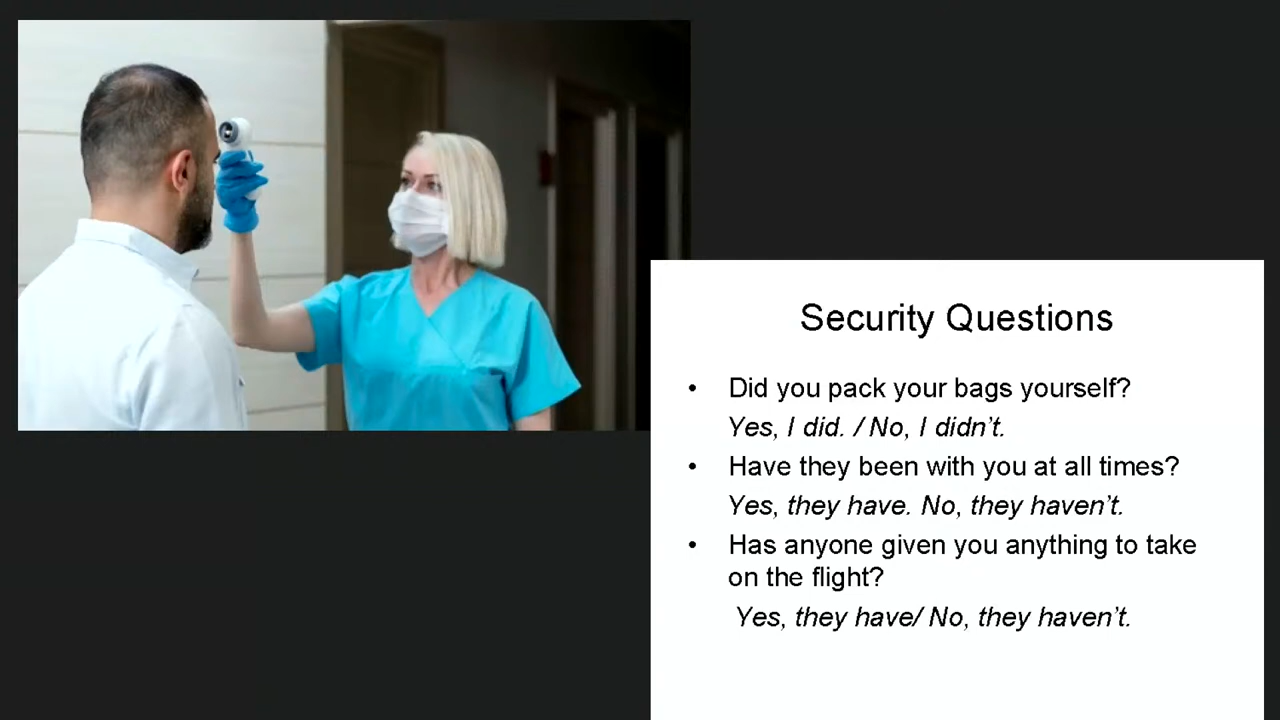 Security Questions
• Did you pack your bags yourself?
Yes, I did. / No, I didn't.
• Have they been with you at all times?
Yes, they have. No, they haven't.
• Has anyone given you anything to take
on the flight?
Yes, they have/ No, they haven't.